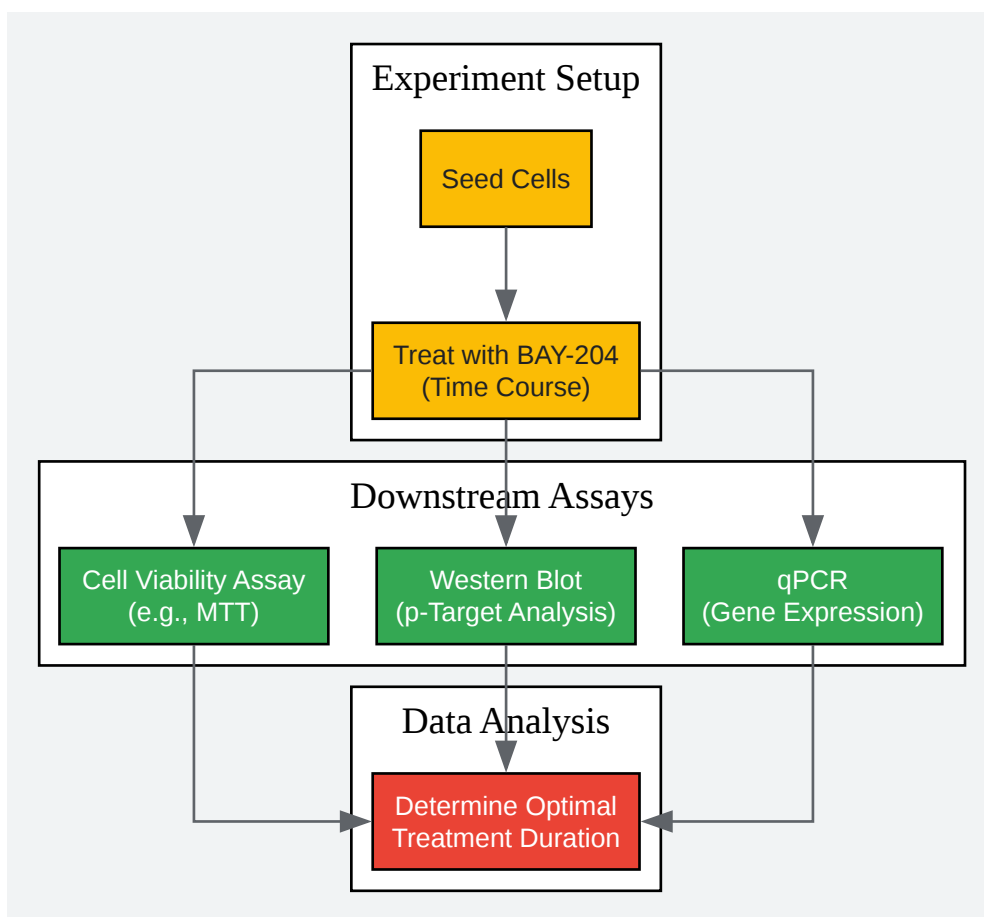 Experiment Setup
Seed Cells
Treat with BAY-204
(Time Course)
Downstream Assays
Cell Viability Assay
(e.g., MTT)
Western Blot
(p-Target Analysis)
qPCR
(Gene Expression)
Data Analysis
Determine Optimal
Treatment Duration